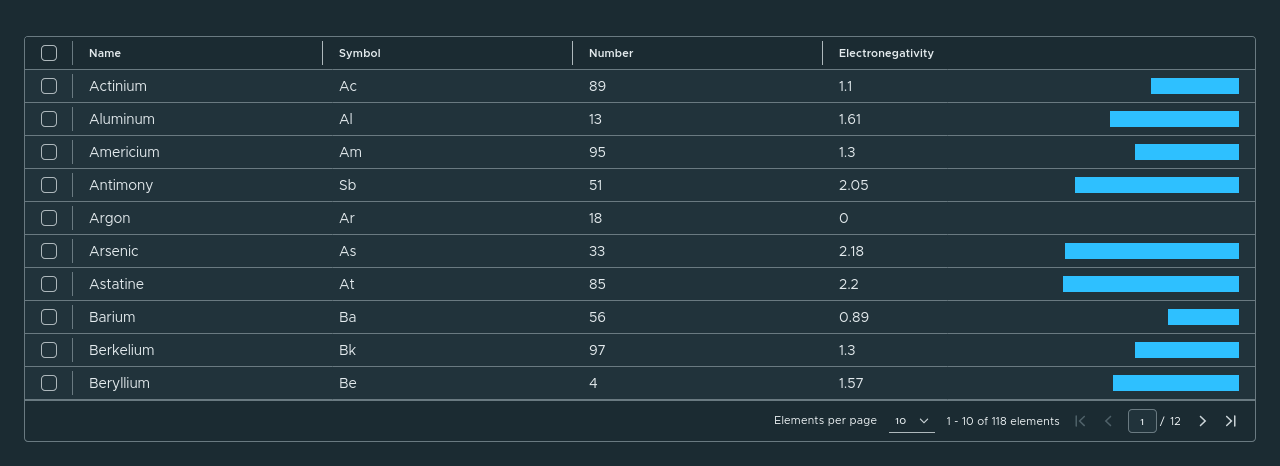 Name Symbol Number Electronegativity
Actinium Ac 89 1.1
Aluminum Al 13 1.61
Americium Am 95 1.3
Antimony Sb 51 2.05
Argon Ar 18 0
Arsenic As 33 2.18
Astatine At 85 2.2
Barium Ba 56 0.89
Berkelium Bk 97 1.3
Beryllium Be 4 1.57
Elements per page 10 1 - 10 of 118 elements 1 / 12